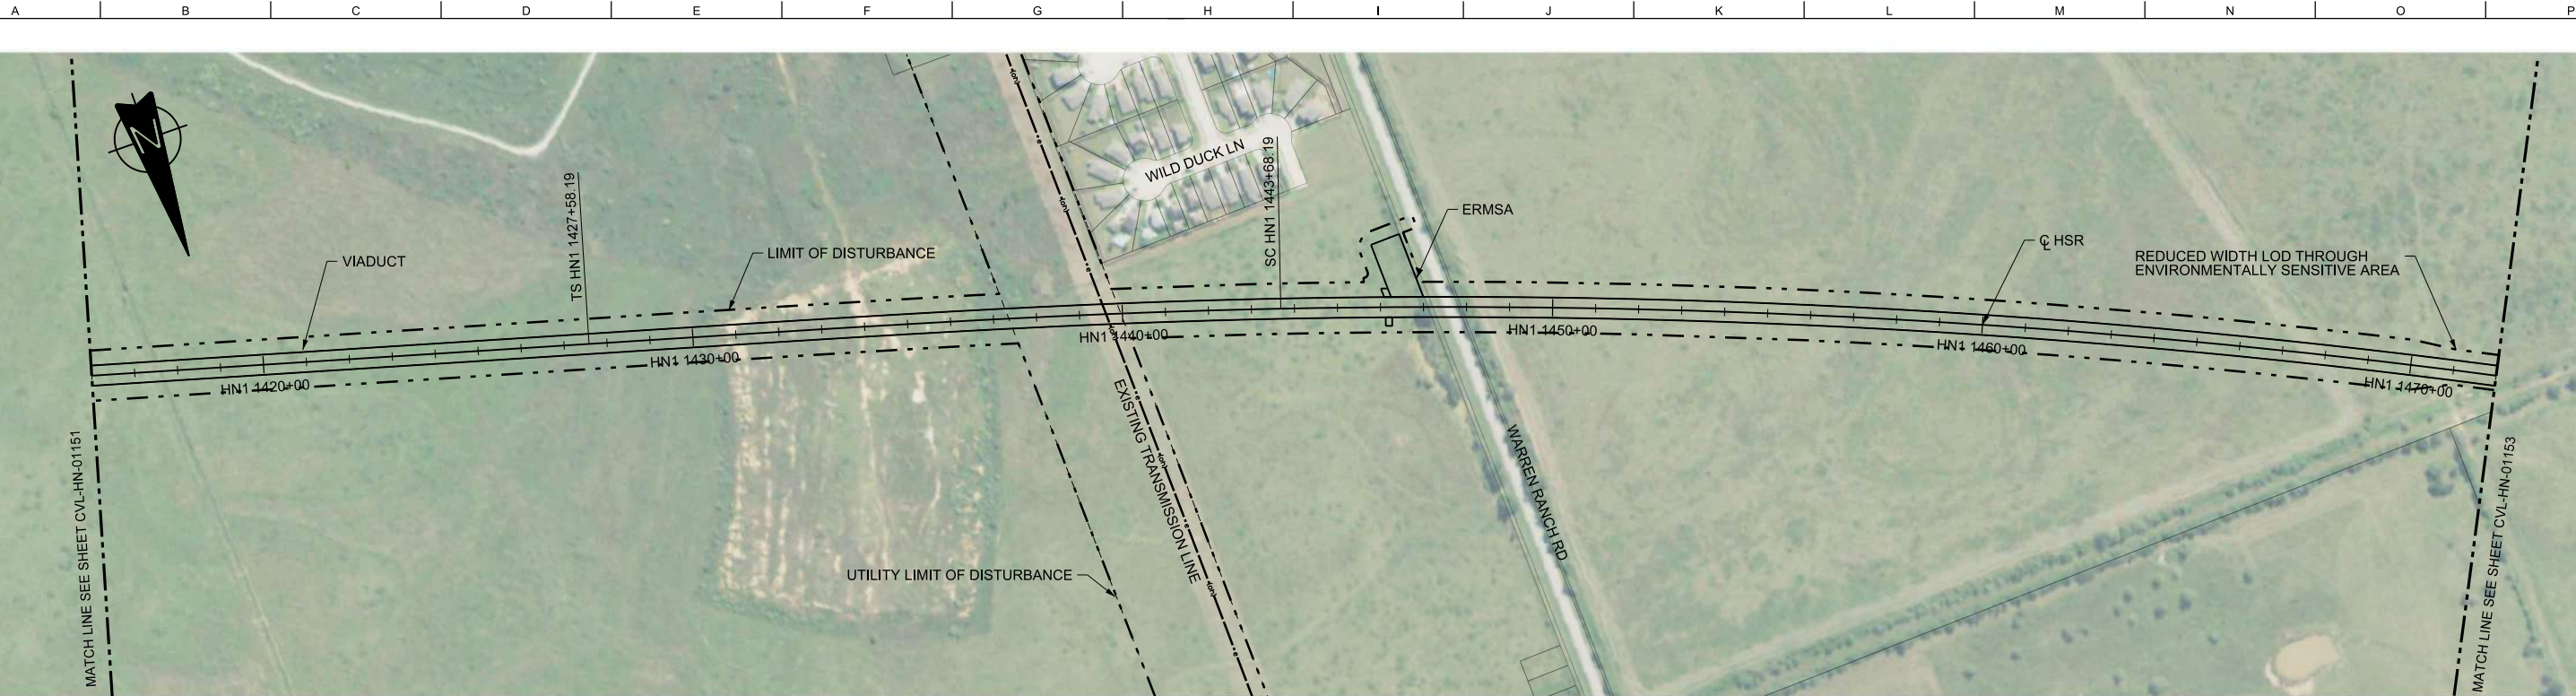 A B C D E F G H I J K L M N O P
N
WILD DUCK LN
TS HN1 1427+58.19
SC HN1 1443+68.19
ERMSA
VIADUCT
LIMIT OF DISTURBANCE
℄ HSR
REDUCED WIDTH LOD THROUGH
ENVIRONMENTALLY SENSITIVE AREA
HN1 1420+00
HN1 1430+00
HN1 1440+00
HN1 1450+00
HN1 1460+00
HN1 1470+00
EXISTING TRANSMISSION LINE
WARREN RANCH RD
UTILITY LIMIT OF DISTURBANCE
MATCH LINE SEE SHEET CVL-HN-01151
MATCH LINE SEE SHEET CVL-HN-01153